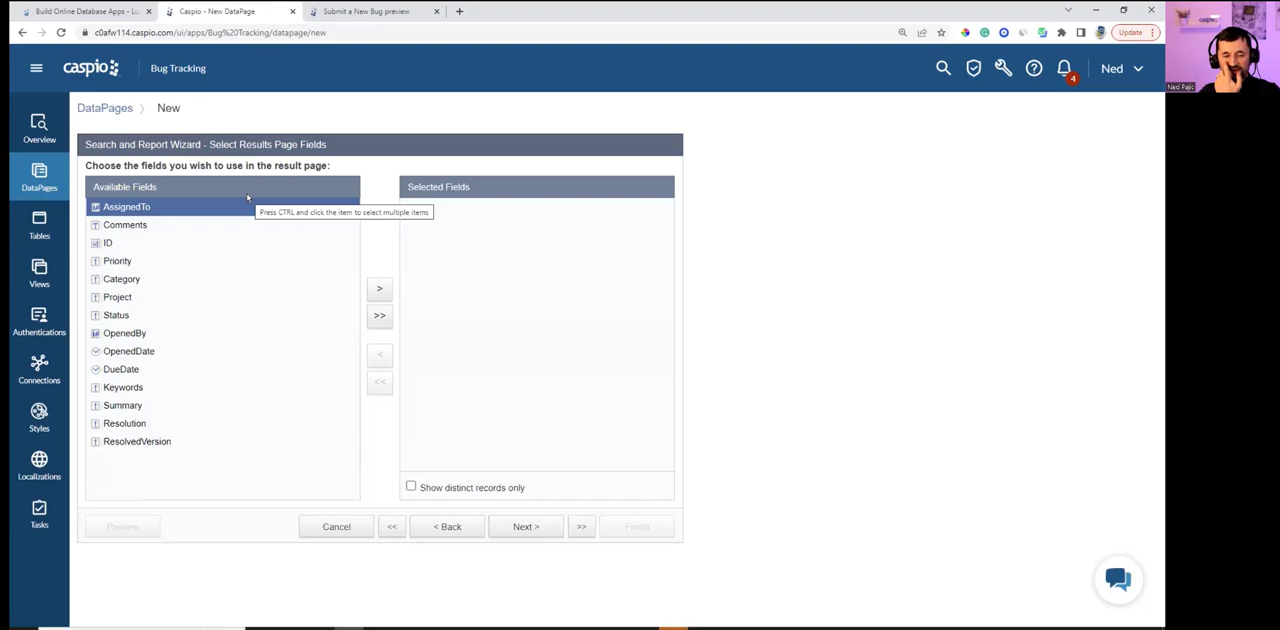 Build Online Database Apps - Lo
Caspio - New DataPage
Submit a New Bug preview
c0afw114.caspio.com/ui/apps/Bug%20Tracking/datapage/new
Update
caspio
Bug Tracking
4
Ned
caspio
Ned Pajic
Overview
DataPages
Tables
Views
Authentications
Connections
Styles
Localizations
Tasks
DataPages
New
Search and Report Wizard - Select Results Page Fields
Choose the fields you wish to use in the result page:
Available Fields
AssignedTo
Press CTRL and click the item to select multiple items
Comments
ID
Priority
Category
Project
Status
OpenedBy
OpenedDate
DueDate
Keywords
Summary
Resolution
ResolvedVersion
>
>>
<
<<
Selected Fields
Show distinct records only
Preview
Cancel
<<
< Back
Next >
>>
Finish